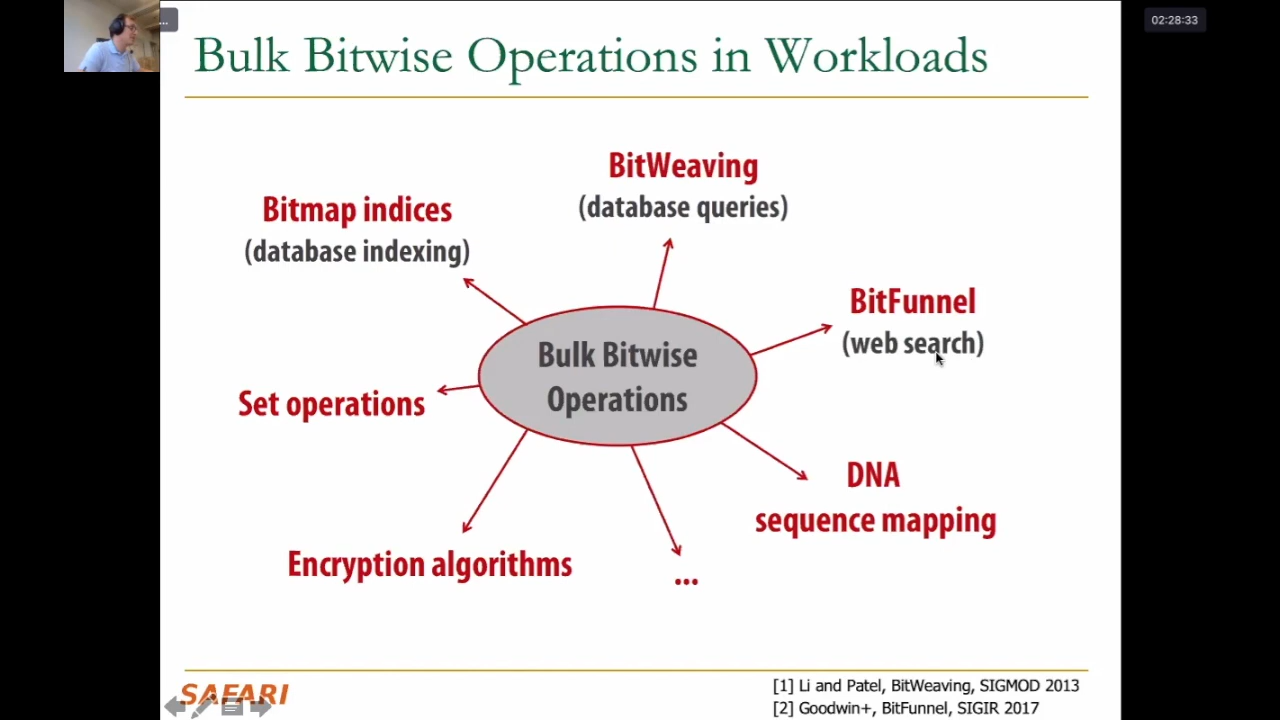 ...
02:28:33
Bulk Bitwise Operations in Workloads
BitWeaving
(database queries)
Bitmap indices
(database indexing)
BitFunnel
(web search)
Bulk Bitwise
Operations
Set operations
DNA
sequence mapping
Encryption algorithms
...
SAFARI
[1] Li and Patel, BitWeaving, SIGMOD 2013
[2] Goodwin+, BitFunnel, SIGIR 2017